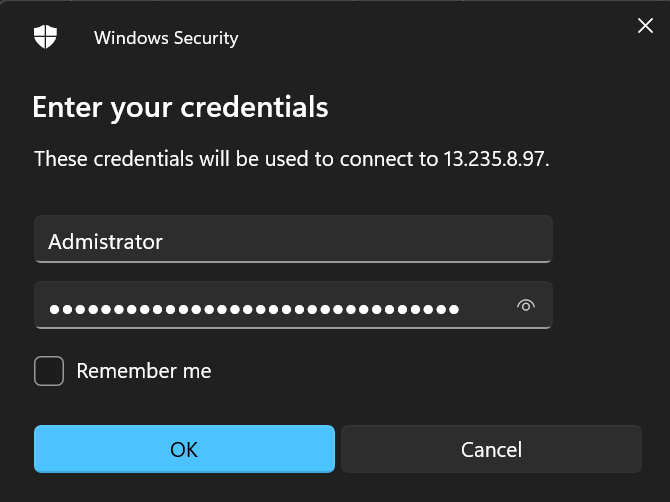 Windows Security
Enter your credentials
These credentials will be used to connect to 13.235.8.97.
Admistrator
••••••••••••••••••••••••••••••••
Remember me
OK
Cancel